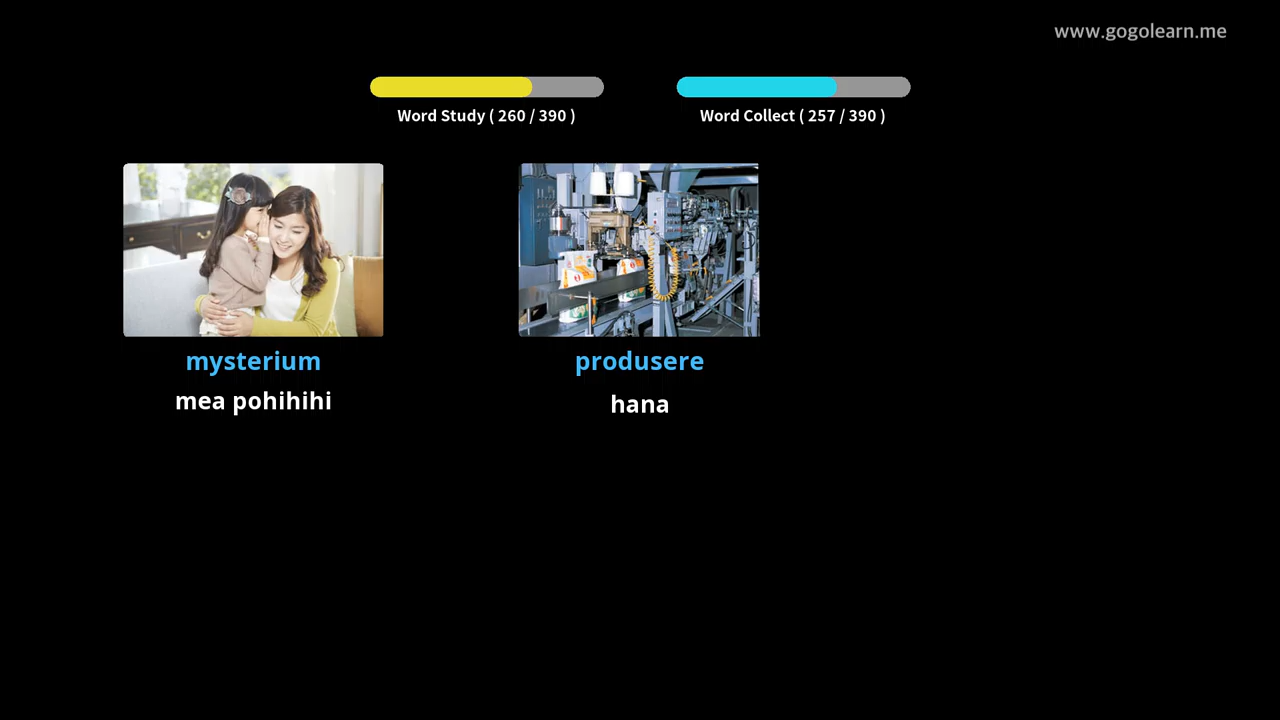 www.gogolearn.me
Word Study ( 260 / 390 )
Word Collect ( 257 / 390 )
mysterium
produsere
mea pohihihi
hana